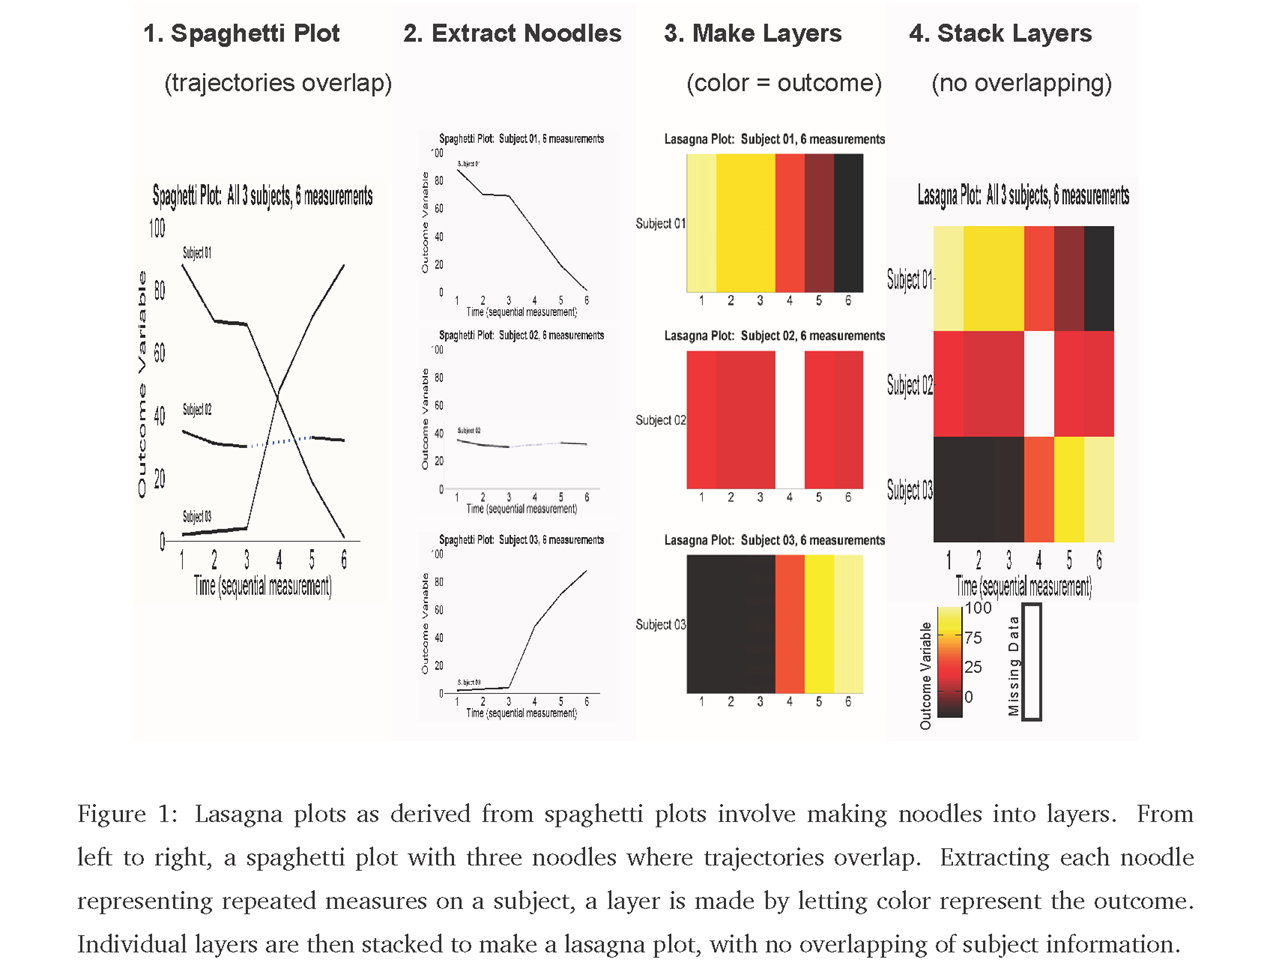 1. Spaghetti Plot
(trajectories overlap)
Spaghetti Plot: All 3 subjects, 6 measurements
100
80
60
40
20
0
Outcome Variable
Subject 01
Subject 02
Subject 03
1 2 3 4 5 6
Time (sequential measurement)
2. Extract Noodles
Spaghetti Plot: Subject 01, 6 measurements
100
80
60
40
20
0
Outcome Variable
Subject 01
1 2 3 4 5 6
Time (sequential measurement)
Spaghetti Plot: Subject 02, 6 measurements
100
80
60
40
20
0
Outcome Variable
Subject 02
1 2 3 4 5 6
Time (sequential measurement)
Spaghetti Plot: Subject 03, 6 measurements
100
80
60
40
20
0
Outcome Variable
Subject 03
1 2 3 4 5 6
Time (sequential measurement)
3. Make Layers
(color = outcome)
Lasagna Plot: Subject 01, 6 measurements
Subject 01
1 2 3 4 5 6
Lasagna Plot: Subject 02, 6 measurements
Subject 02
1 2 3 4 5 6
Lasagna Plot: Subject 03, 6 measurements
Subject 03
1 2 3 4 5 6
4. Stack Layers
(no overlapping)
Lasagna Plot: All 3 subjects, 6 measurements
Subject 01
Subject 02
Subject 03
1 2 3 4 5 6
Time (sequential measurement)
Outcome Variable
100
75
25
0
Missing Data
Figure 1: Lasagna plots as derived from spaghetti plots involve making noodles into layers. From
left to right, a spaghetti plot with three noodles where trajectories overlap. Extracting each noodle
representing repeated measures on a subject, a layer is made by letting color represent the outcome.
Individual layers are then stacked to make a lasagna plot, with no overlapping of subject information.